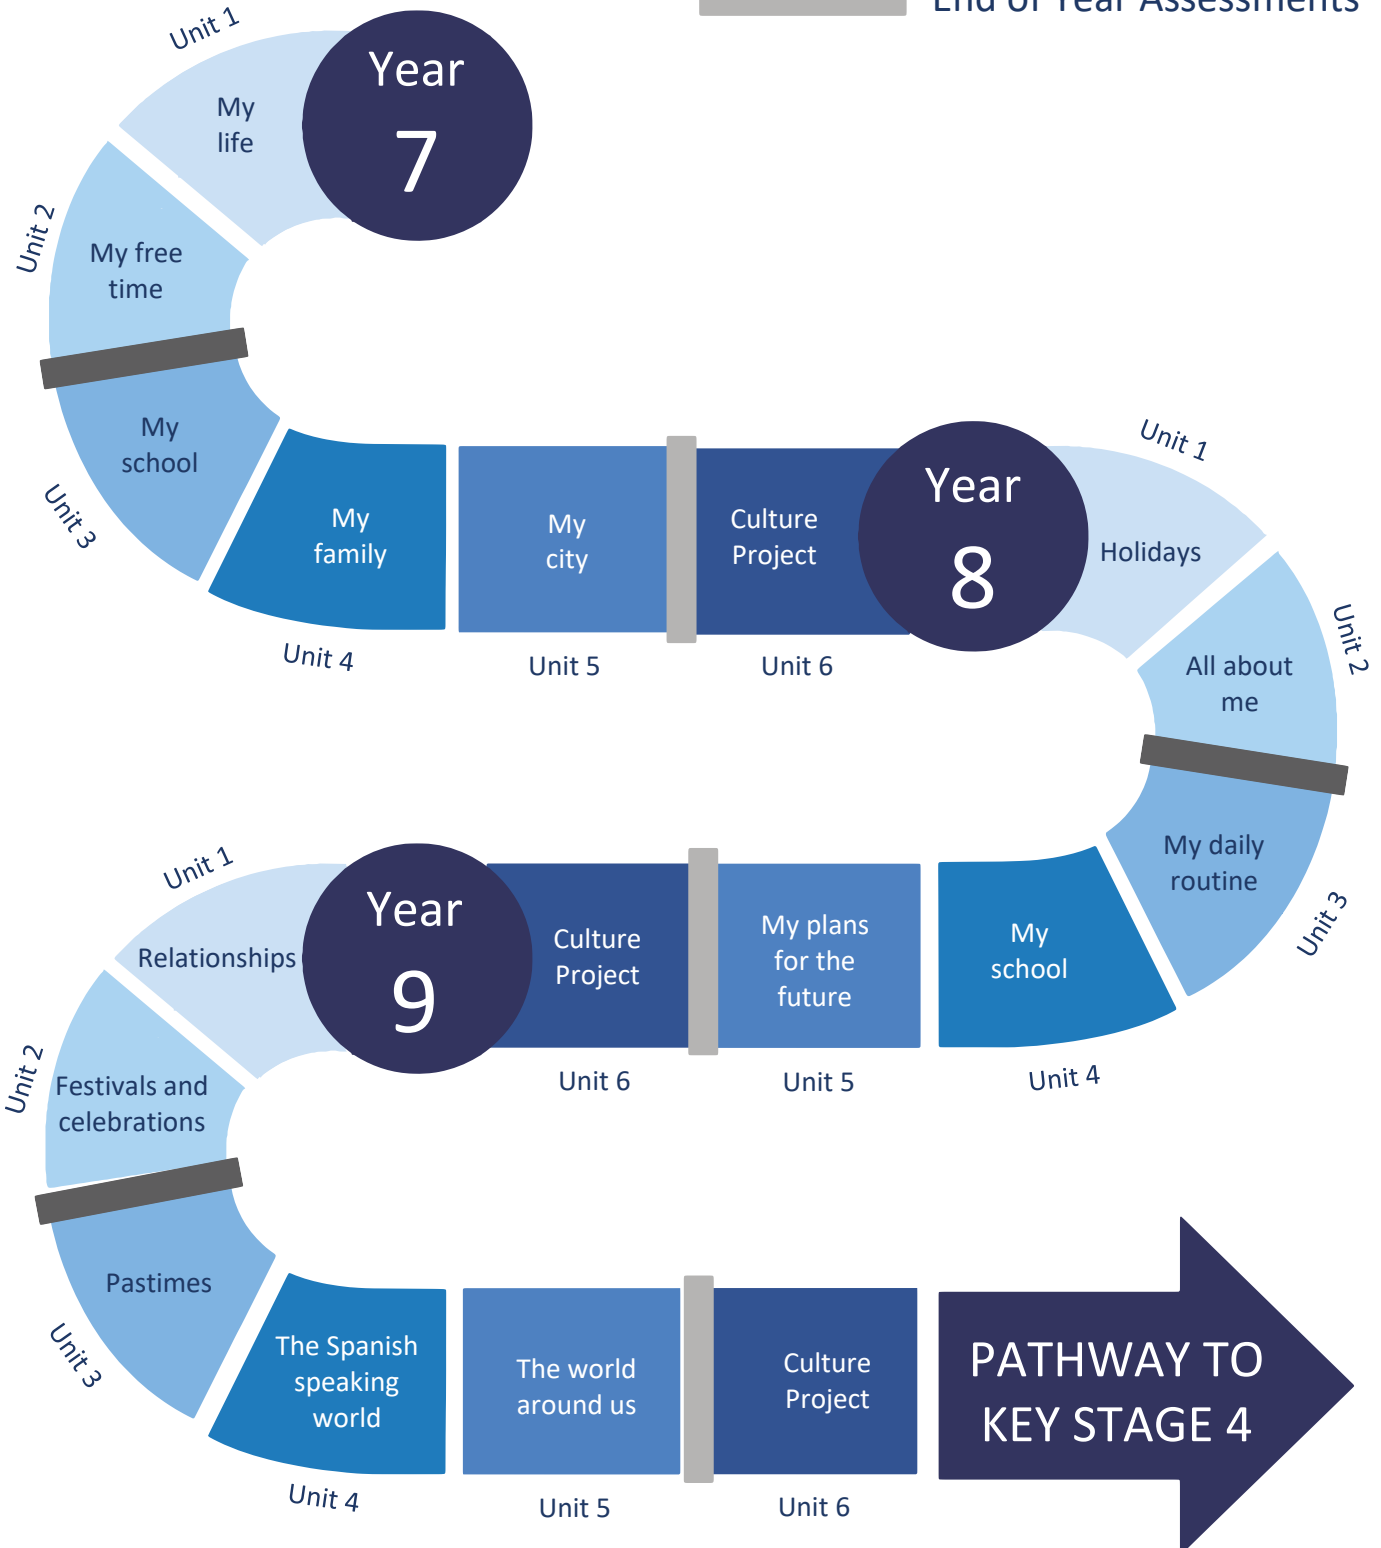 End of Year Assessments
Unit 1
Year
7
My
life
Unit 2
My free
time
My
school
Unit 3
My
family
Unit 4
My
city
Unit 5
Culture
Project
Unit 6
Year
8
Unit 1
Holidays
Unit 2
All about
me
My daily
routine
Unit 3
My
school
Unit 4
My plans
for the
future
Unit 5
Culture
Project
Unit 6
Year
9
Unit 1
Relationships
Unit 2
Festivals and
celebrations
Pastimes
Unit 3
The Spanish
speaking
world
Unit 4
The world
around us
Unit 5
Culture
Project
Unit 6
PATHWAY TO
KEY STAGE 4